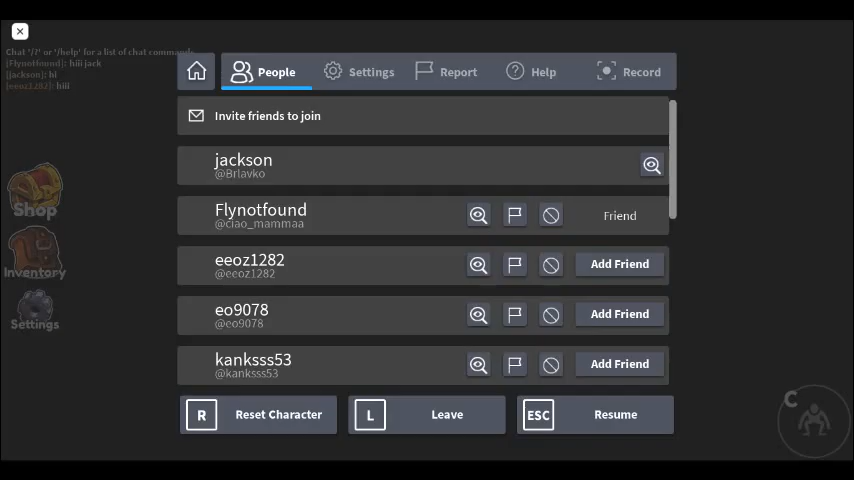 Chat '/?' or '/help' for a list of chat commands.
[Flynotfound]: hiii jack
[jackson]: hi
[eeoz1282]: hiii
People
Settings
Report
Help
Record
Invite friends to join
jackson
@Brlavko
Flynotfound
@ciao_mammaa
Friend
eeoz1282
@eeoz1282
Add Friend
eo9078
@eo9078
Add Friend
kanksss53
@kanksss53
Add Friend
Shop
Inventory
Settings
R Reset Character
L Leave
ESC Resume
C